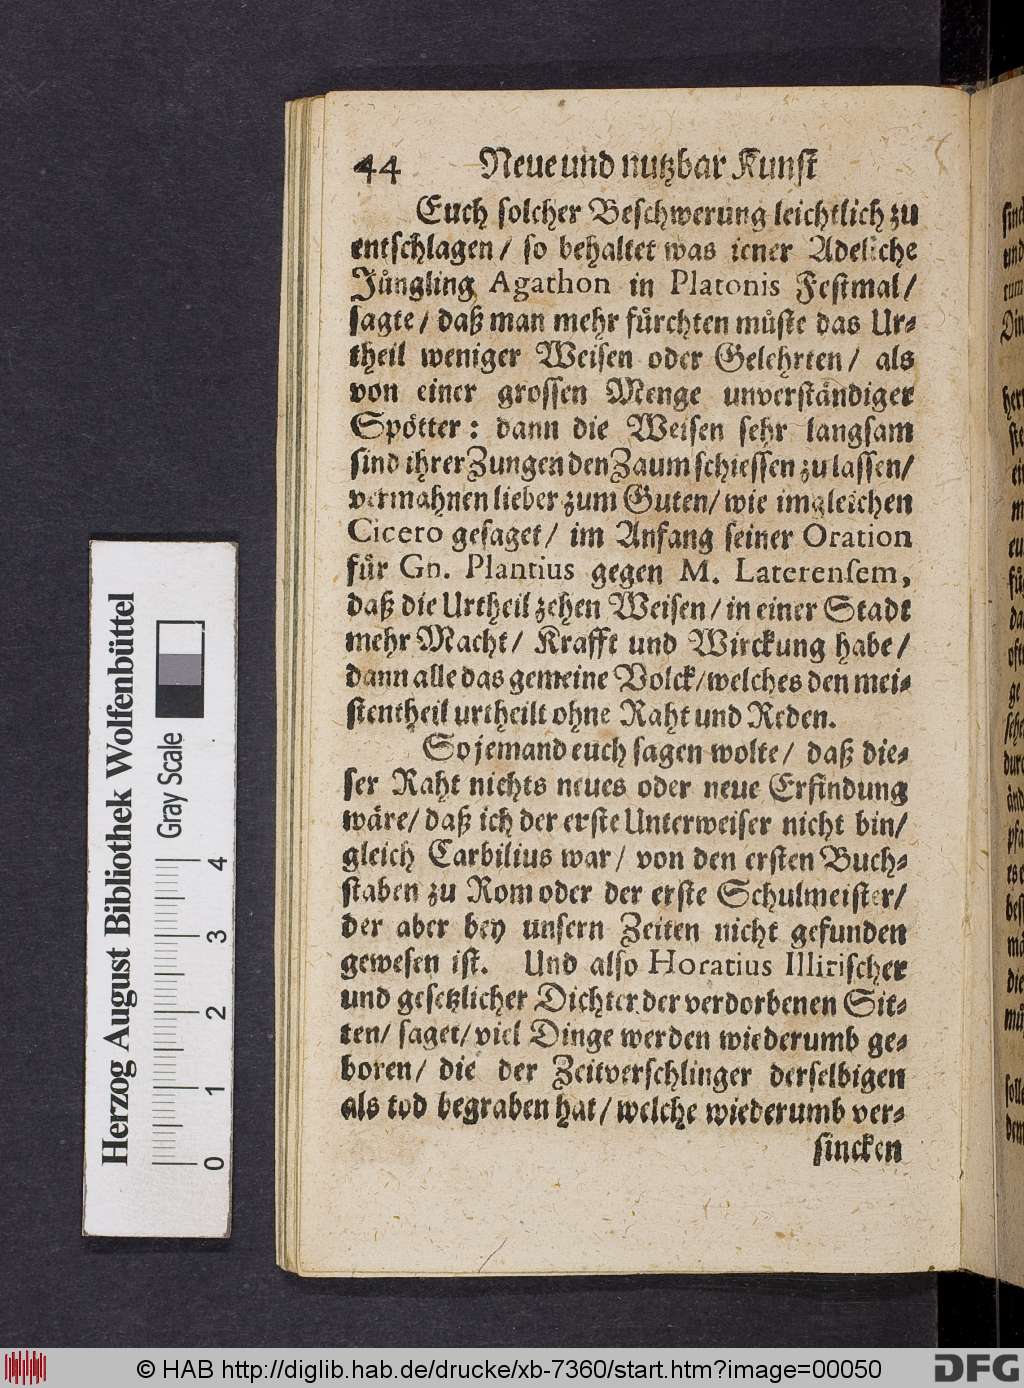 44 Neue und nutzbar Kunst
Euch solcher Beschwerung leichtlich zu
entschlagen / so behaltet was iener Adeliche
Jůngling Agathon in Platonis Festmal /
sagte / daß man mehr fürchten můste das Ur-
theil weniger Weisen oder Gelehrten / als
von einer grossen Menge unverständiger
Spötter: dann die Weisen sehr langsam
sind ihrer Zungen den Zaum schiessen zu lassen /
vermahnen lieber zum Guten / wie imgleichen
Cicero gesaget / im Anfang seiner Oration
für Gn. Plantius gegen M. Laterensem,
daß die Urtheil zehen Weisen / in einer Stadt
mehr Macht / Krafft und Wirckung habe /
dann alle das gemeine Volck / welches den mei-
stentheil urtheilt ohne Raht und Reden.
So jemand euch sagen wolte / daß die-
ser Raht nichts neues oder neue Erfindung
wäre / daß ich der erste Unterweiser nicht bin /
gleich Carbilius war / von den ersten Buch-
staben zu Rom oder der erste Schulmeister /
der aber bey unsern Zeiten nicht gefunden
gewesen ist. Und also Horatius Illirischer
und gesetzlicher Dichter der verdorbenen Sit-
ten / saget / viel Dinge werden wiederumb ge-
boren / die der Zeitverschlinger derselbigen
als tod begraben hat / welche wiederumb ver-
sincken
Herzog August Bibliothek Wolfenbüttel
Gray Scale
0 1 2 3 4
© HAB http://diglib.hab.de/drucke/xb-7360/start.htm?image=00050
DFG